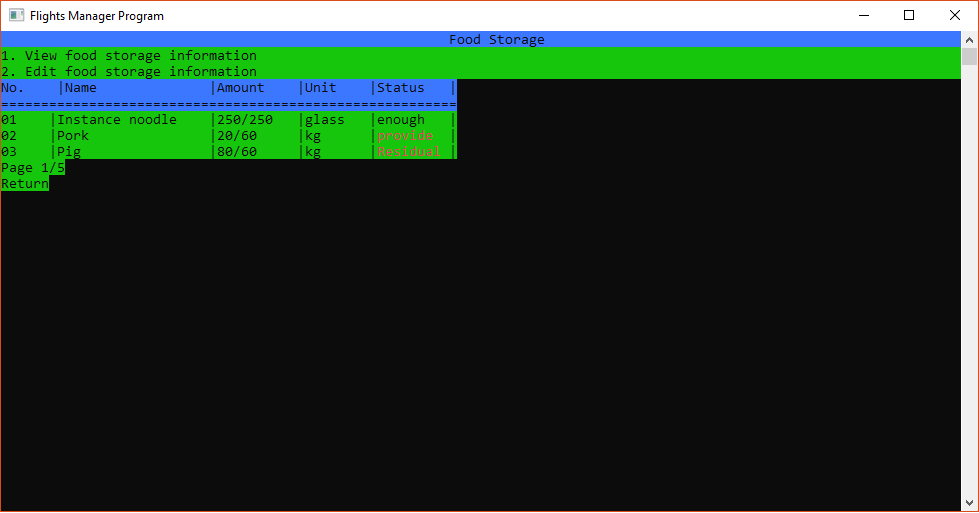 Flights Manager Program
Food Storage
1. View food storage information
2. Edit food storage information
No. |Name |Amount |Unit |Status |
=========================================================
01 |Instance noodle |250/250 |glass |enough |
02 |Pork |20/60 |kg |provide |
03 |Pig |80/60 |kg |Residual |
Page 1/5
Return